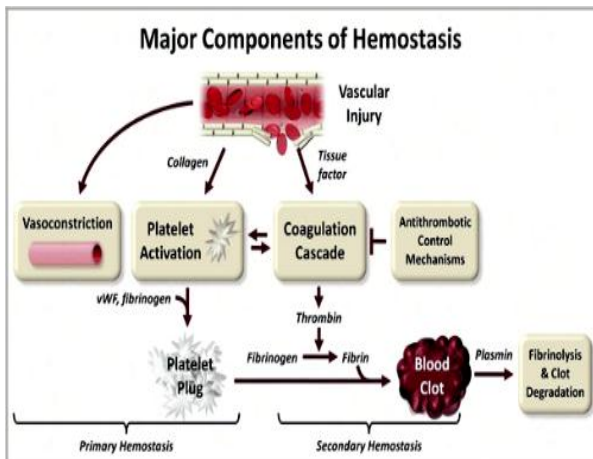 Major Components of Hemostasis
Vascular
Injury
Collagen
Tissue
factor
Vasoconstriction
Platelet
Activation
Coagulation
Cascade
Antithrombotic
Control
Mechanisms
vWF, fibrinogen
Thrombin
Platelet
Plug
Fibrinogen
Fibrin
Blood
Clot
Plasmin
Fibrinolysis
& Clot
Degradation
Primary Hemostasis
Secondary Hemostasis